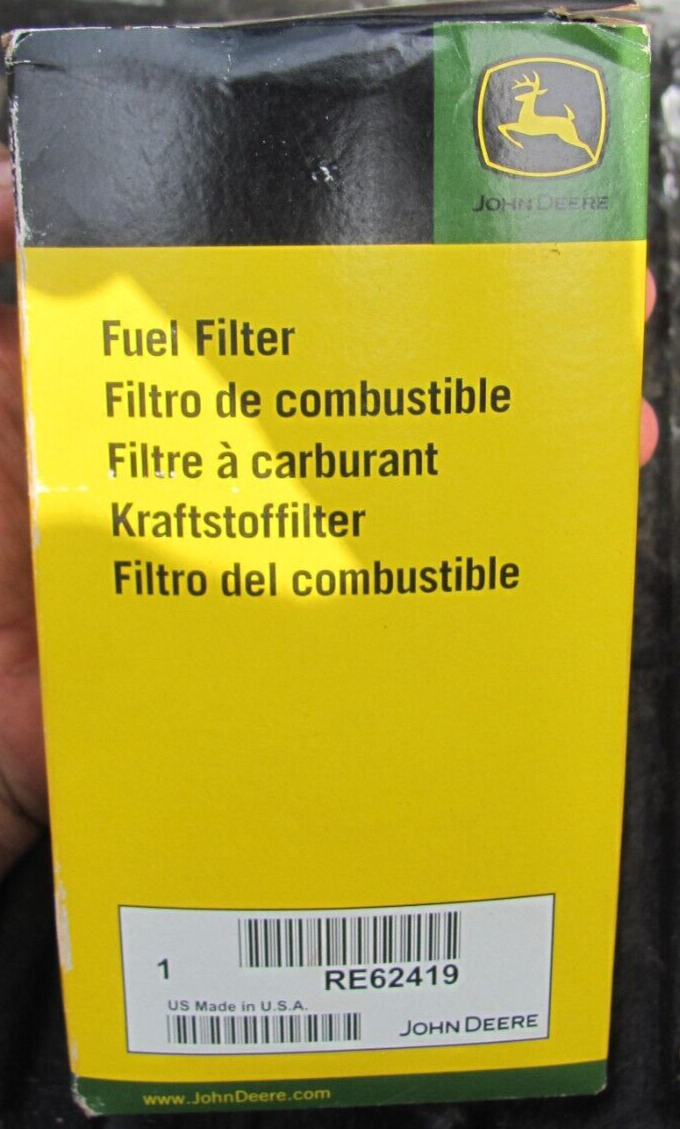 JOHN DEERE
Fuel Filter
Filtro de combustible
Filtre à carburant
Kraftstoffilter
Filtro del combustible
1
RE62419
US Made in U.S.A.
JOHN DEERE
www.JohnDeere.com